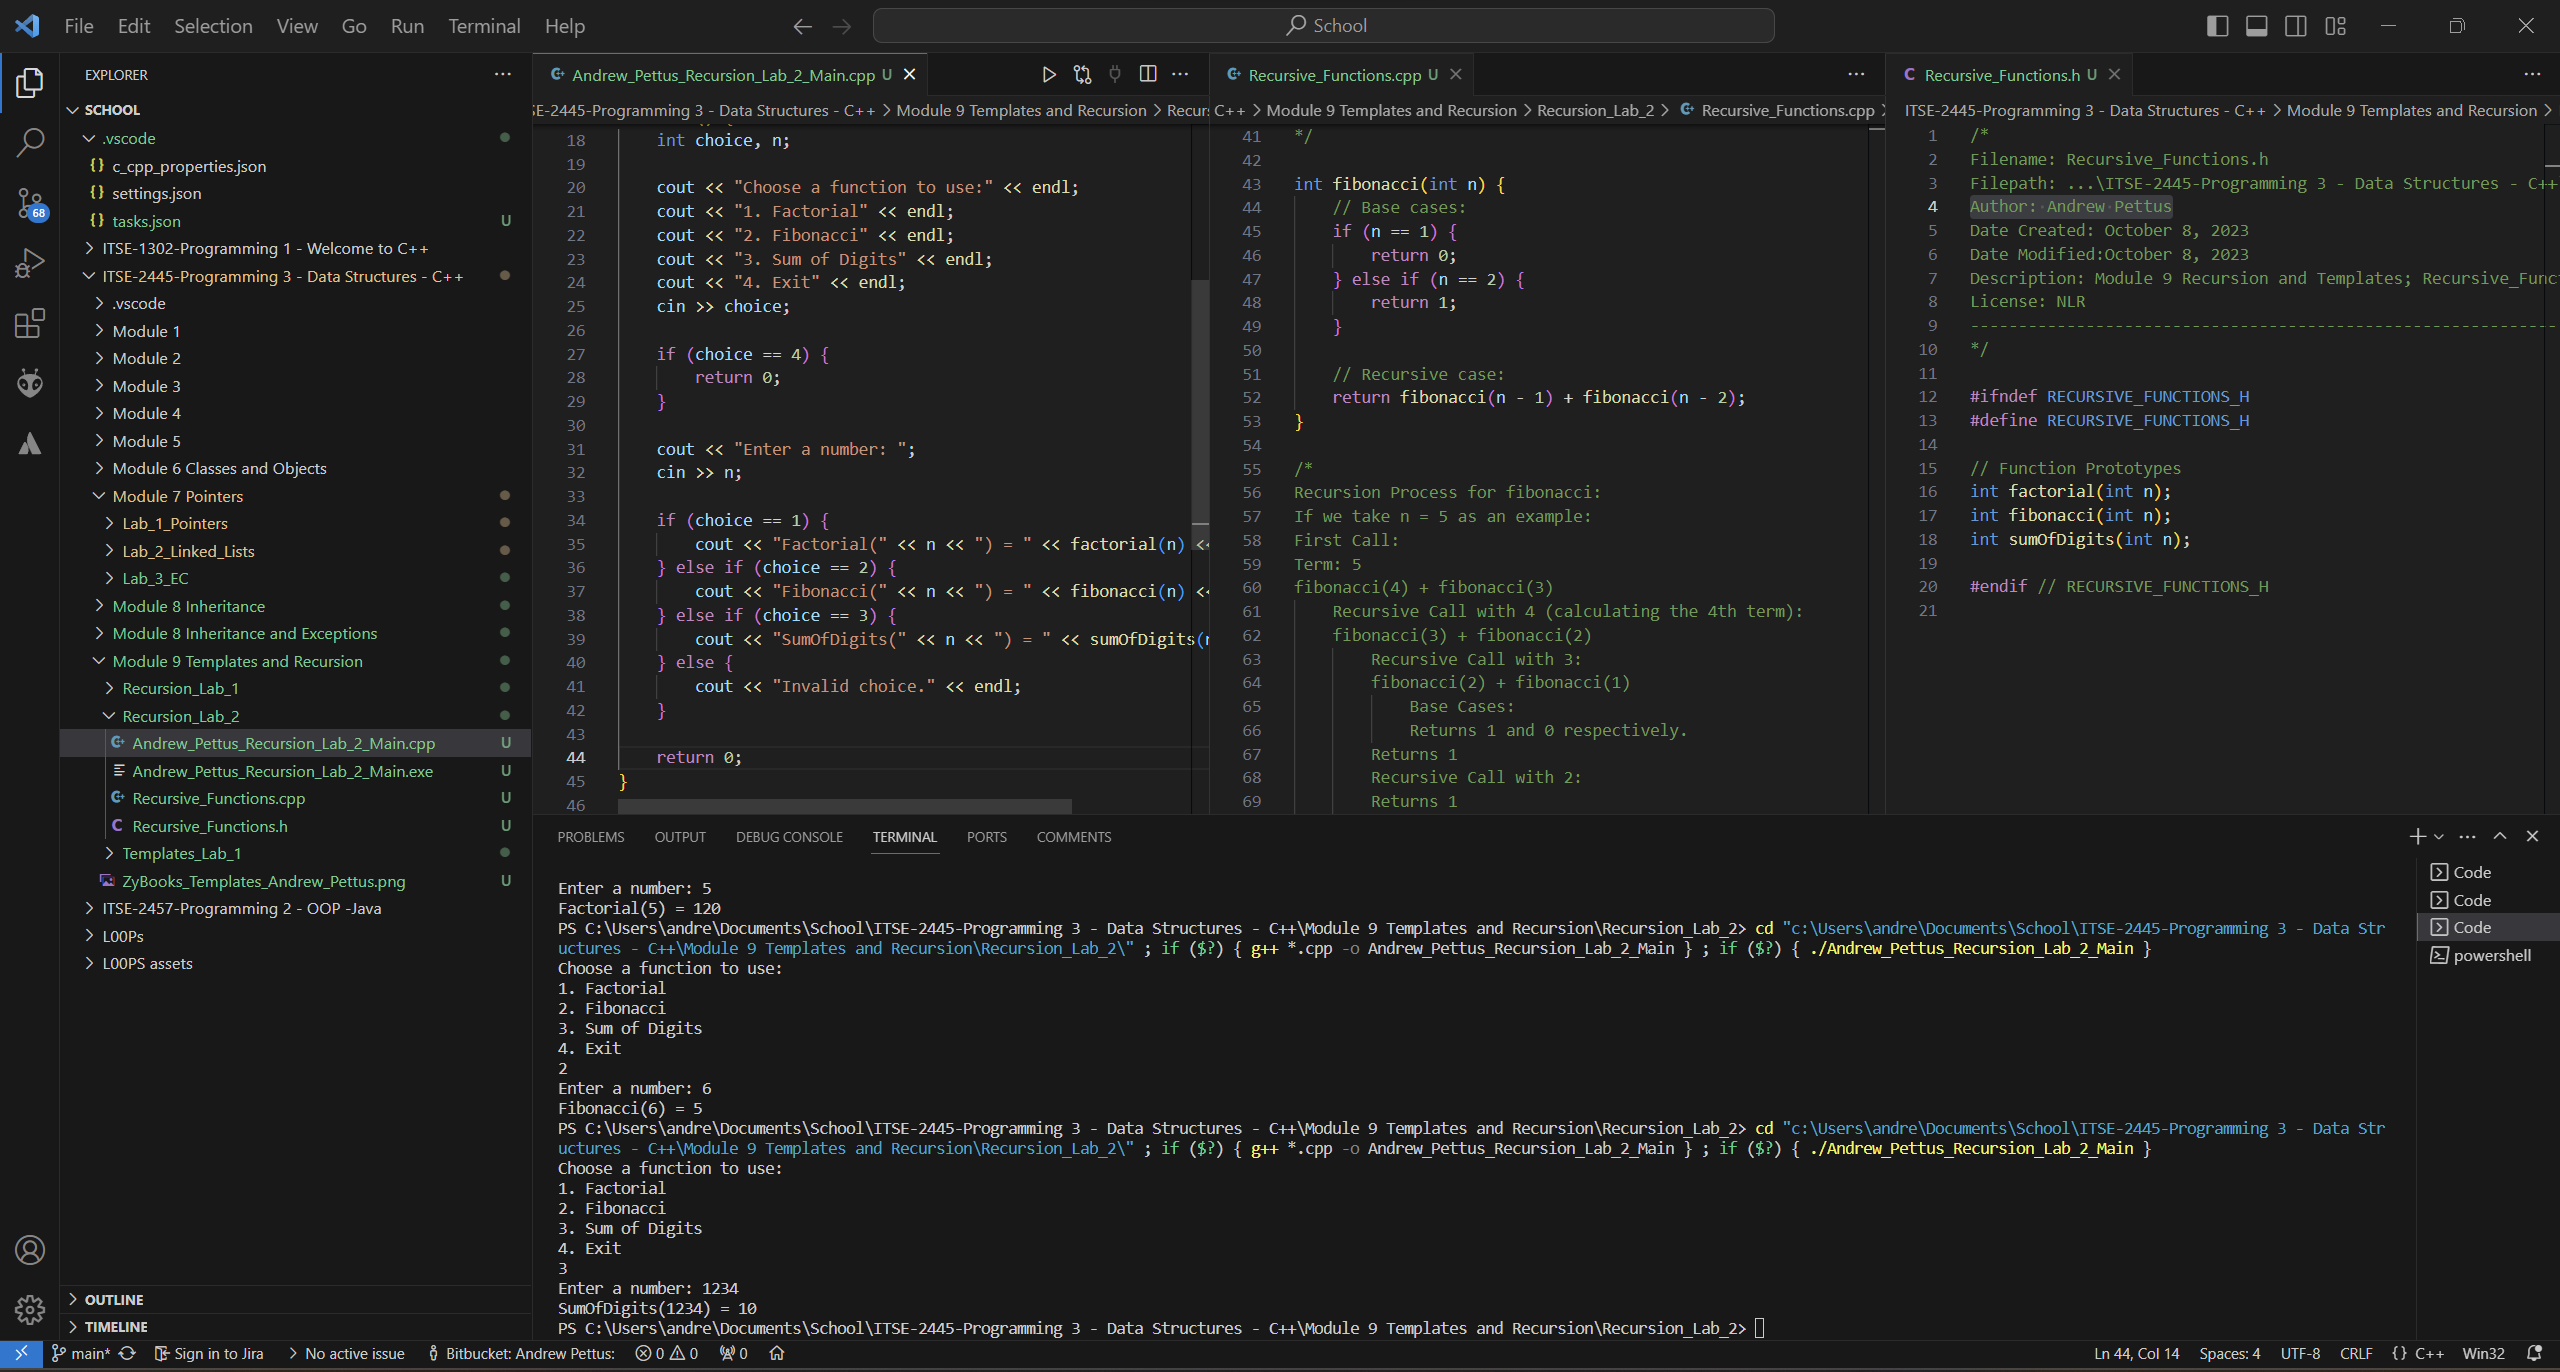 File Edit Selection View Go Run Terminal Help
School
EXPLORER
SCHOOL
.vscode
c_cpp_properties.json
settings.json
tasks.json U
ITSE-1302-Programming 1 - Welcome to C++
ITSE-2445-Programming 3 - Data Structures - C++
.vscode
Module 1
Module 2
Module 3
Module 4
Module 5
Module 6 Classes and Objects
Module 7 Pointers
Lab_1_Pointers
Lab_2_Linked_Lists
Lab_3_EC
Module 8 Inheritance
Module 8 Inheritance and Exceptions
Module 9 Templates and Recursion
Recursion_Lab_1
Recursion_Lab_2
Andrew_Pettus_Recursion_Lab_2_Main.cpp U
Andrew_Pettus_Recursion_Lab_2_Main.exe U
Recursive_Functions.cpp U
Recursive_Functions.h U
Templates_Lab_1
ZyBooks_Templates_Andrew_Pettus.png U
ITSE-2457-Programming 2 - OOP -Java
L00Ps
L00PS assets
OUTLINE
TIMELINE
Andrew_Pettus_Recursion_Lab_2_Main.cpp U
SE-2445-Programming 3 - Data Structures - C++ > Module 9 Templates and Recursion > Recur
18 int choice, n;
19
20 cout << "Choose a function to use:" << endl;
21 cout << "1. Factorial" << endl;
22 cout << "2. Fibonacci" << endl;
23 cout << "3. Sum of Digits" << endl;
24 cout << "4. Exit" << endl;
25 cin >> choice;
26
27 if (choice == 4) {
28 return 0;
29 }
30
31 cout << "Enter a number: ";
32 cin >> n;
33
34 if (choice == 1) {
35 cout << "Factorial(" << n << ") = " << factorial(n) <<
36 } else if (choice == 2) {
37 cout << "Fibonacci(" << n << ") = " << fibonacci(n) <<
38 } else if (choice == 3) {
39 cout << "SumOfDigits(" << n << ") = " << sumOfDigits(n
40 } else {
41 cout << "Invalid choice." << endl;
42 }
43
44 return 0;
45 }
46
Recursive_Functions.cpp U
C++ > Module 9 Templates and Recursion > Recursion_Lab_2 > Recursive_Functions.cpp
41 */
42
43 int fibonacci(int n) {
44 // Base cases:
45 if (n == 1) {
46 return 0;
47 } else if (n == 2) {
48 return 1;
49 }
50
51 // Recursive case:
52 return fibonacci(n - 1) + fibonacci(n - 2);
53 }
54
55 /*
56 Recursion Process for fibonacci:
57 If we take n = 5 as an example:
58 First Call:
59 Term: 5
60 fibonacci(4) + fibonacci(3)
61 Recursive Call with 4 (calculating the 4th term):
62 fibonacci(3) + fibonacci(2)
63 Recursive Call with 3:
64 fibonacci(2) + fibonacci(1)
65 Base Cases:
66 Returns 1 and 0 respectively.
67 Returns 1
68 Recursive Call with 2:
69 Returns 1
Recursive_Functions.h U
ITSE-2445-Programming 3 - Data Structures - C++ > Module 9 Templates and Recursion >
1 /*
2 Filename: Recursive_Functions.h
3 Filepath: ...\ITSE-2445-Programming 3 - Data Structures - C++
4 Author: Andrew Pettus
5 Date Created: October 8, 2023
6 Date Modified:October 8, 2023
7 Description: Module 9 Recursion and Templates; Recursive_Func
8 License: NLR
9 -------------------------------------------------------------
10 */
11
12 #ifndef RECURSIVE_FUNCTIONS_H
13 #define RECURSIVE_FUNCTIONS_H
14
15 // Function Prototypes
16 int factorial(int n);
17 int fibonacci(int n);
18 int sumOfDigits(int n);
19
20 #endif // RECURSIVE_FUNCTIONS_H
21
PROBLEMS OUTPUT DEBUG CONSOLE TERMINAL PORTS COMMENTS
Enter a number: 5
Factorial(5) = 120
PS C:\Users\andre\Documents\School\ITSE-2445-Programming 3 - Data Structures - C++\Module 9 Templates and Recursion\Recursion_Lab_2> cd "c:\Users\andre\Documents\School\ITSE-2445-Programming 3 - Data Str
uctures - C++\Module 9 Templates and Recursion\Recursion_Lab_2\" ; if ($?) { g++ *.cpp -o Andrew_Pettus_Recursion_Lab_2_Main } ; if ($?) { ./Andrew_Pettus_Recursion_Lab_2_Main }
Choose a function to use:
1. Factorial
2. Fibonacci
3. Sum of Digits
4. Exit
2
Enter a number: 6
Fibonacci(6) = 5
PS C:\Users\andre\Documents\School\ITSE-2445-Programming 3 - Data Structures - C++\Module 9 Templates and Recursion\Recursion_Lab_2> cd "c:\Users\andre\Documents\School\ITSE-2445-Programming 3 - Data Str
uctures - C++\Module 9 Templates and Recursion\Recursion_Lab_2\" ; if ($?) { g++ *.cpp -o Andrew_Pettus_Recursion_Lab_2_Main } ; if ($?) { ./Andrew_Pettus_Recursion_Lab_2_Main }
Choose a function to use:
1. Factorial
2. Fibonacci
3. Sum of Digits
4. Exit
3
Enter a number: 1234
SumOfDigits(1234) = 10
PS C:\Users\andre\Documents\School\ITSE-2445-Programming 3 - Data Structures - C++\Module 9 Templates and Recursion\Recursion_Lab_2>
Code
Code
Code
powershell
68
main* Sign in to Jira No active issue Bitbucket: Andrew Pettus: 0 0 0
Ln 44, Col 14 Spaces: 4 UTF-8 CRLF {} C++ Win32